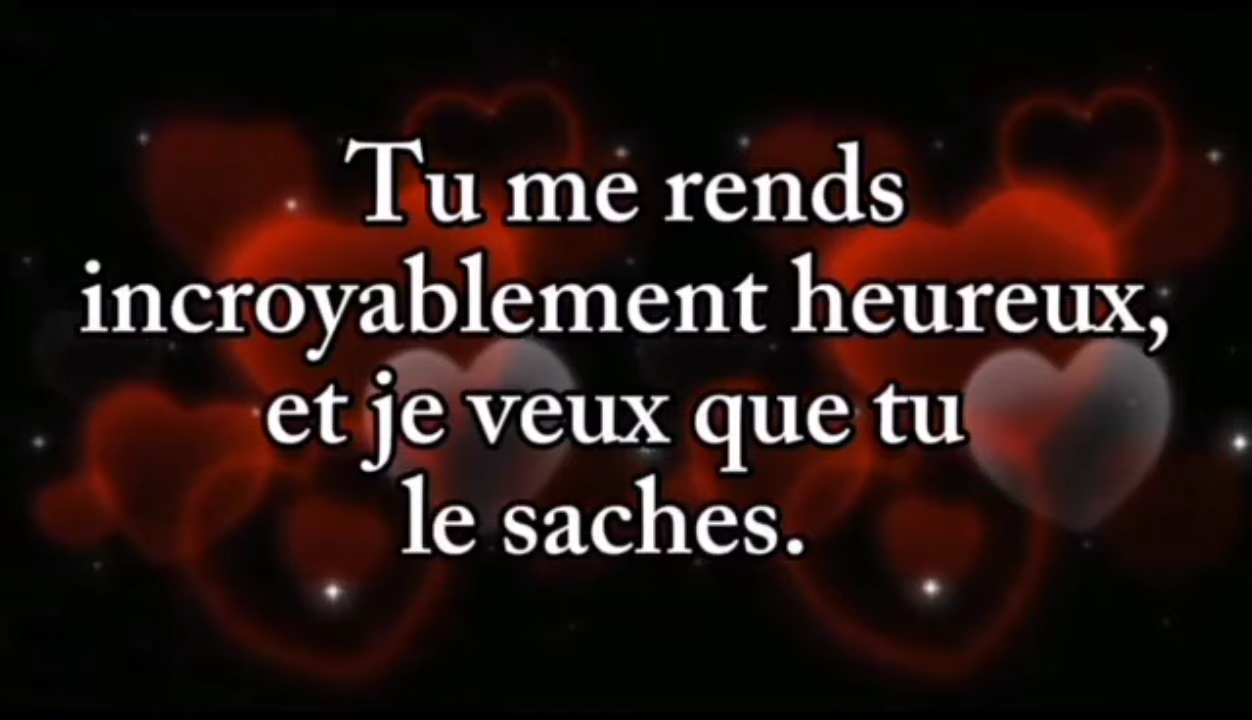 Tu me rends
incroyablement heureux,
et je veux que tu
le saches.